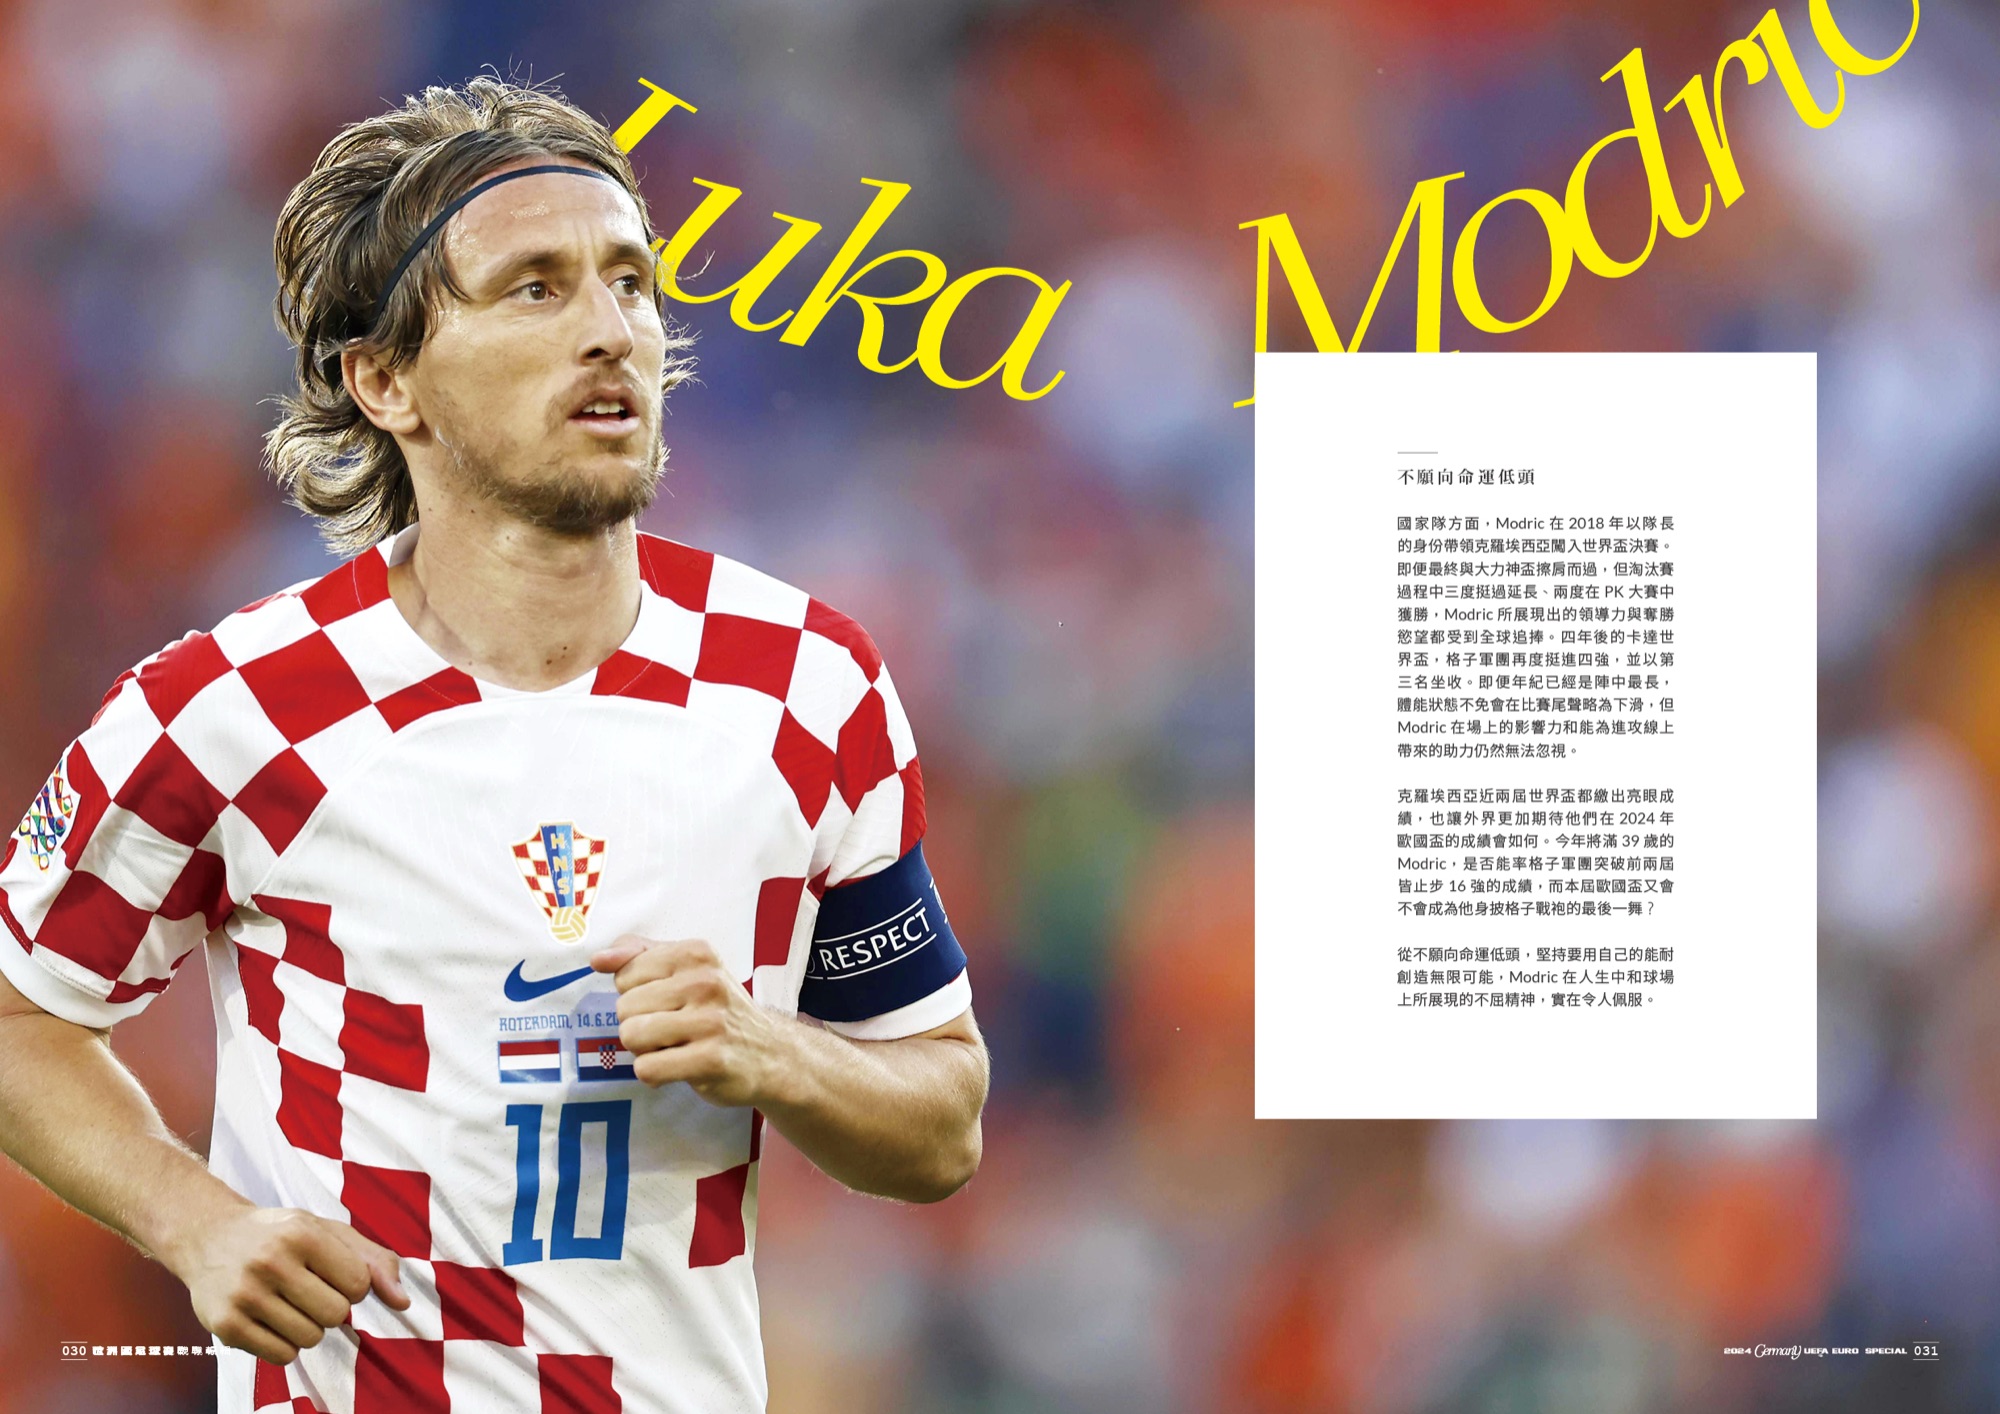 Luka Modric
不願向命運低頭
國家隊方面，Modric 在 2018 年以隊長
的身份帶領克羅埃西亞闖入世界盃決賽。
即便最終與大力神盃擦肩而過，但淘汰賽
過程中三度挺過延長、兩度在 PK 大賽中
獲勝，Modric 所展現出的領導力與奪勝
慾望都受到全球追捧。四年後的卡達世
界盃，格子軍團再度挺進四強，並以第
三名坐收。即便年紀已經是陣中最長，
體能狀態不免會在比賽尾聲略為下滑，但
Modric 在場上的影響力和能為進攻線上
帶來的助力仍然無法忽視。
克羅埃西亞近兩屆世界盃都繳出亮眼成
績，也讓外界更加期待他們在 2024 年
歐國盃的成績會如何。今年將滿 39 歲的
Modric，是否能率格子軍團突破前兩屆
皆止步 16 強的成績，而本屆歐國盃又會
不會成為他身披格子戰袍的最後一舞？
從不願向命運低頭，堅持要用自己的能耐
創造無限可能，Modric 在人生中和球場
上所展現的不屈精神，實在令人佩服。
HNS
RESPECT
ROTERDAM, 14.6.20
10
030 歐洲國家盃
2024 Germany UEFA EURO SPECIAL 031